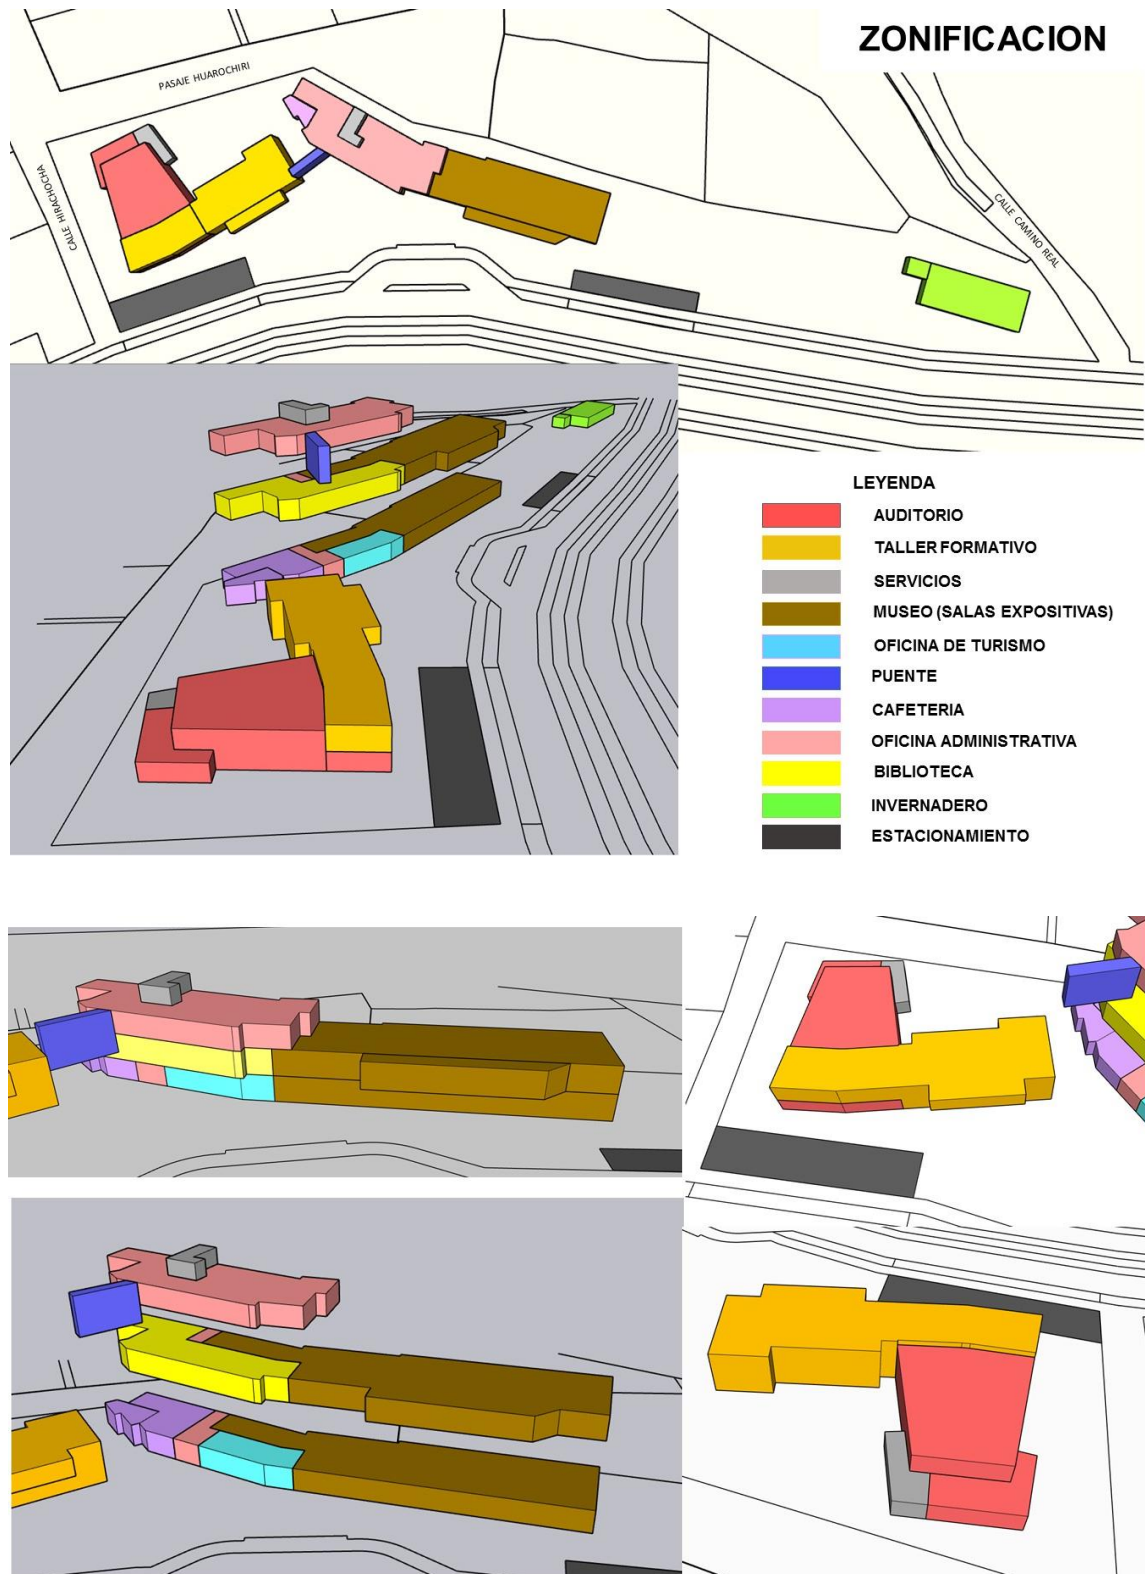 ZONIFICACION
PASAJE HUAROCHIRI
CALLE HIRACHOCHA
CALLE CAMINO REAL
LEYENDA
AUDITORIO
TALLER FORMATIVO
SERVICIOS
MUSEO (SALAS EXPOSITIVAS)
OFICINA DE TURISMO
PUENTE
CAFETERIA
OFICINA ADMINISTRATIVA
BIBLIOTECA
INVERNADERO
ESTACIONAMIENTO